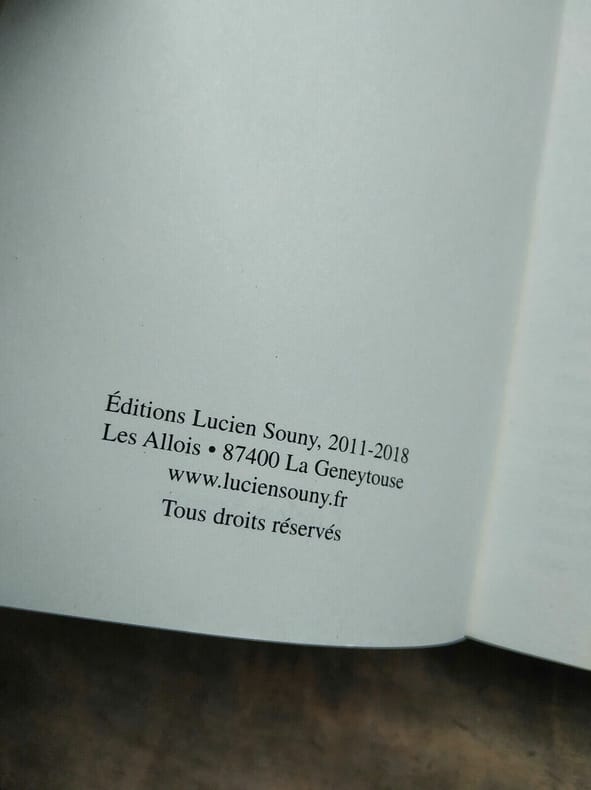 Éditions Lucien Souny, 2011-2018
Les Allois • 87400 La Geneytouse
www.luciensouny.fr
Tous droits réservés